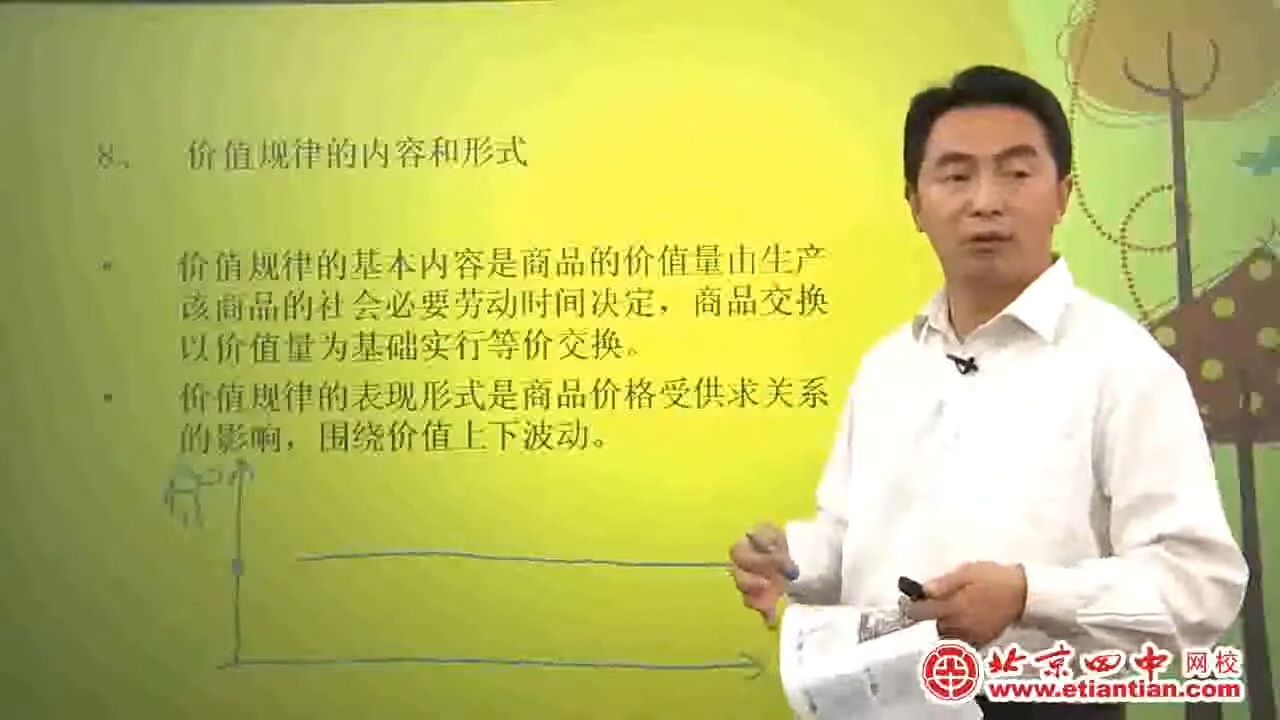 8、 价值规律的内容和形式
• 价值规律的基本内容是商品的价值量由生产
该商品的社会必要劳动时间决定，商品交换
以价值量为基础实行等价交换。
• 价值规律的表现形式是商品价格受供求关系
的影响，围绕价值上下波动。
北京四中网校
www.etiantian.com